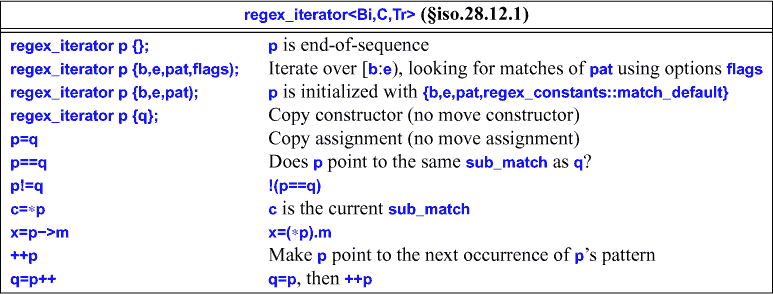 regex_iterator<Bi,C,Tr> (§iso.28.12.1)
regex_iterator p {}; p is end-of-sequence
regex_iterator p {b,e,pat,flags); Iterate over [b:e), looking for matches of pat using options flags
regex_iterator p {b,e,pat); p is initialized with {b,e,pat,regex_constants::match_default}
regex_iterator p {q}; Copy constructor (no move constructor)
p=q Copy assignment (no move assignment)
p==q Does p point to the same sub_match as q?
p!=q !(p==q)
c=∗p c is the current sub_match
x=p−>m x=(∗p).m
++p Make p point to the next occurrence of p’s pattern
q=p++ q=p, then ++p